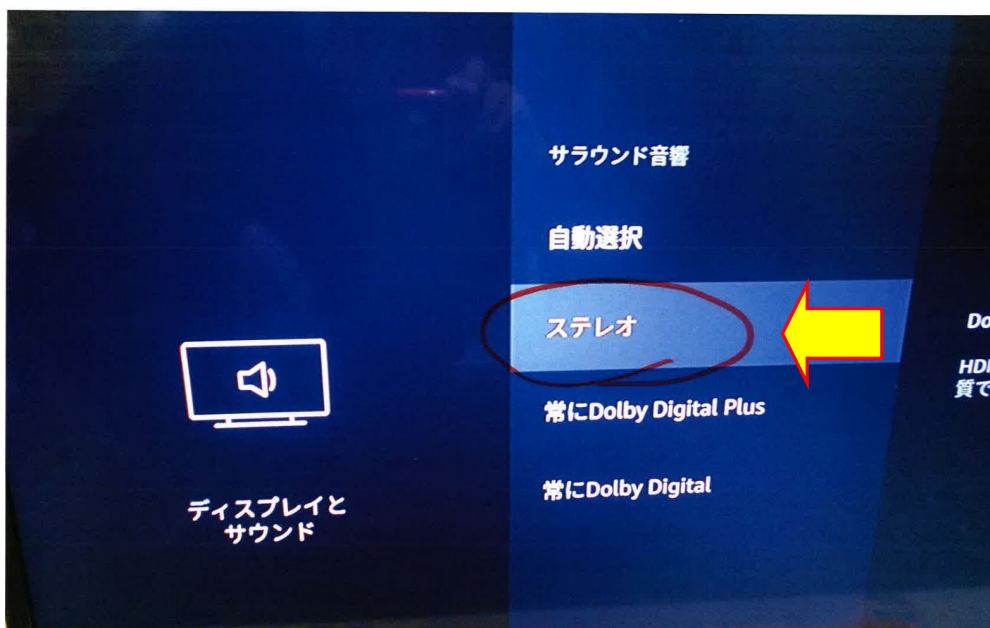 サラウンド音響
自動選択
ステレオ
常にDolby Digital Plus
常にDolby Digital
ディスプレイと
サウンド
質で